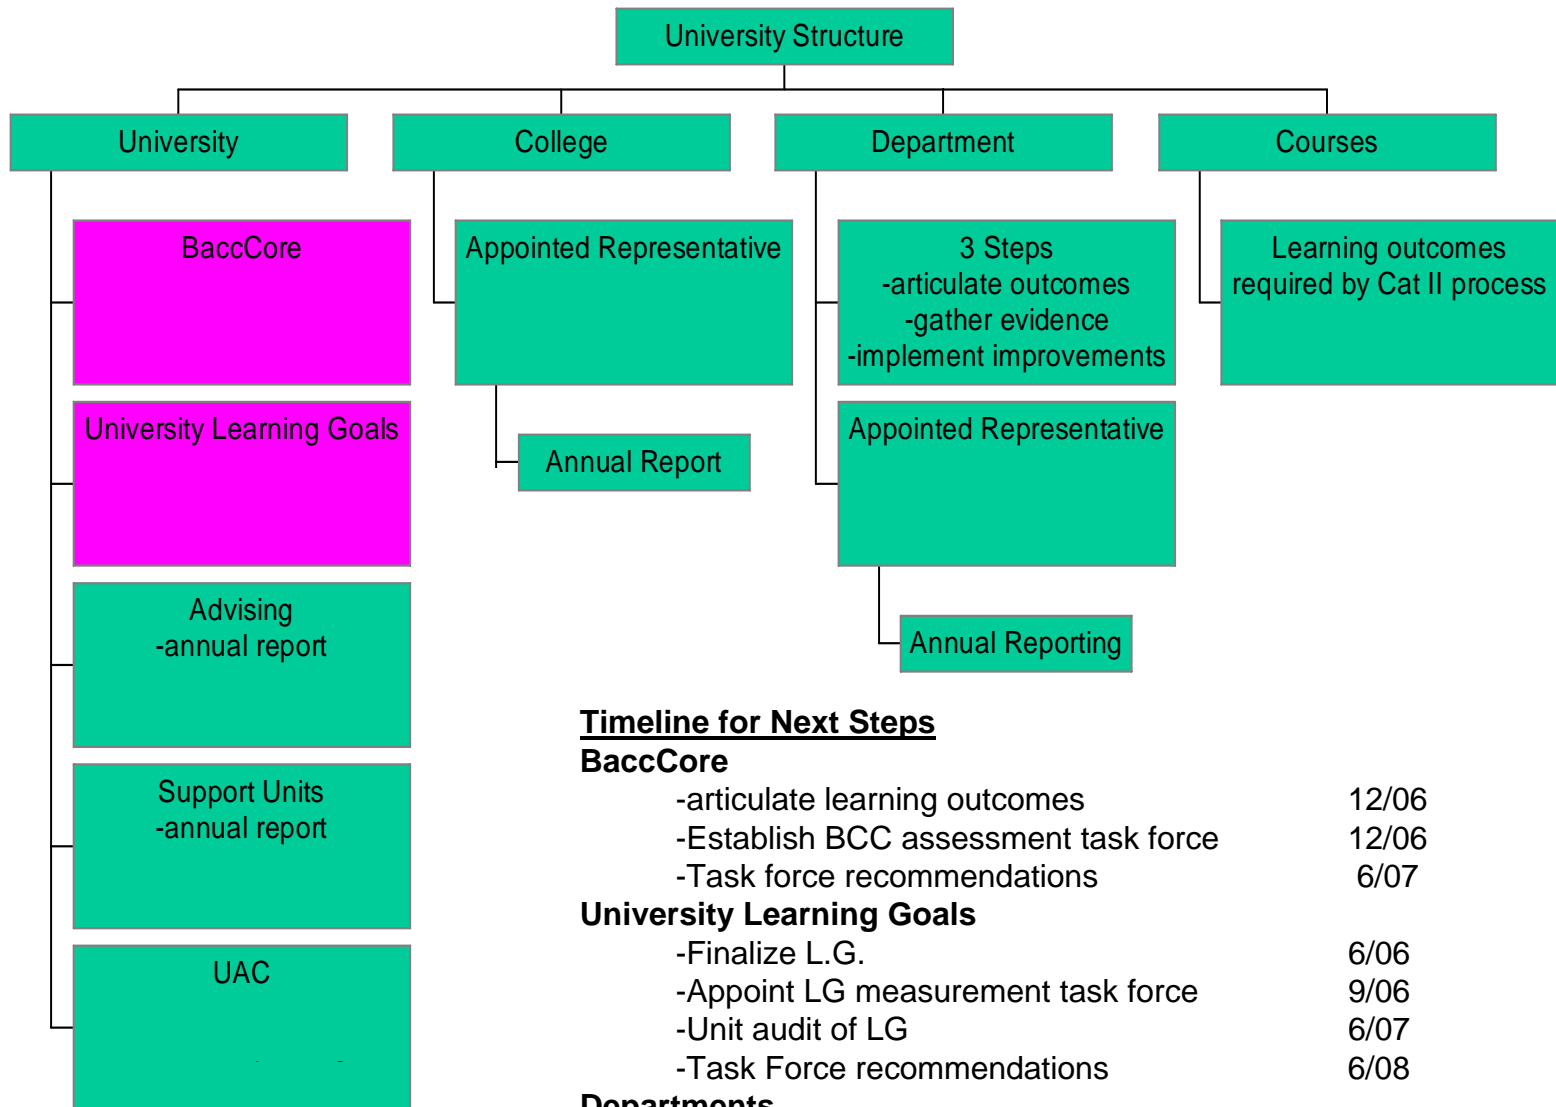 University Structure
University
College
Department
Courses
BaccCore
University Learning Goals
Advising
-annual report
Support Units
-annual report
UAC
Appointed Representative
Annual Report
3 Steps
-articulate outcomes
-gather evidence
-implement improvements
Appointed Representative
Annual Reporting
Learning outcomes
required by Cat II process
Timeline for Next Steps
BaccCore
-articulate learning outcomes 12/06
-Establish BCC assessment task force 12/06
-Task force recommendations 6/07
University Learning Goals
-Finalize L.G. 6/06
-Appoint LG measurement task force 9/06
-Unit audit of LG 6/07
-Task Force recommendations 6/08
Departments